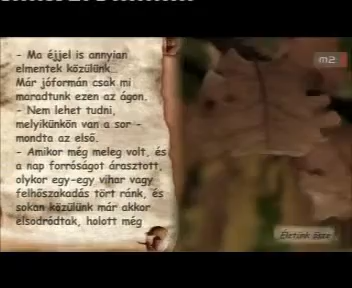 - Ma éjjel is annyian
elmentek közülünk...
Már jóformán csak mi
maradtunk ezen az ágon.
- Nem lehet tudni,
melyikünkön van a sor -
mondta az első.
- Amikor még meleg volt, és
a nap forróságot árasztott,
olykor egy-egy vihar vagy
felhőszakadás tört ránk, és
sokan közülünk már akkor
elsodródtak, holott még
m2
Életünk ősze